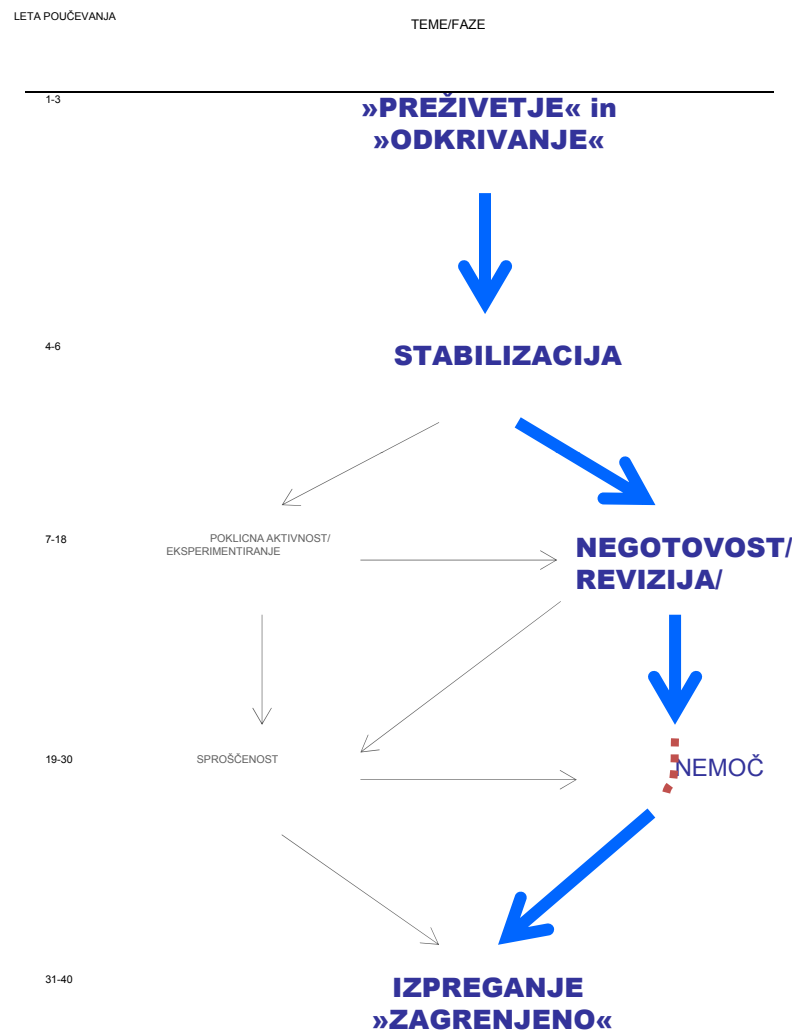 LETA POUČEVANJA
TEME/FAZE
1-3
»PREŽIVETJE« in
»ODKRIVANJE«
4-6
STABILIZACIJA
7-18
POKLICNA AKTIVNOST/
EKSPERIMENTIRANJE
NEGOTOVOST/
REVIZIJA/
19-30
SPROŠČENOST
NEMOČ
31-40
IZPREGANJE
»ZAGRENJENO«